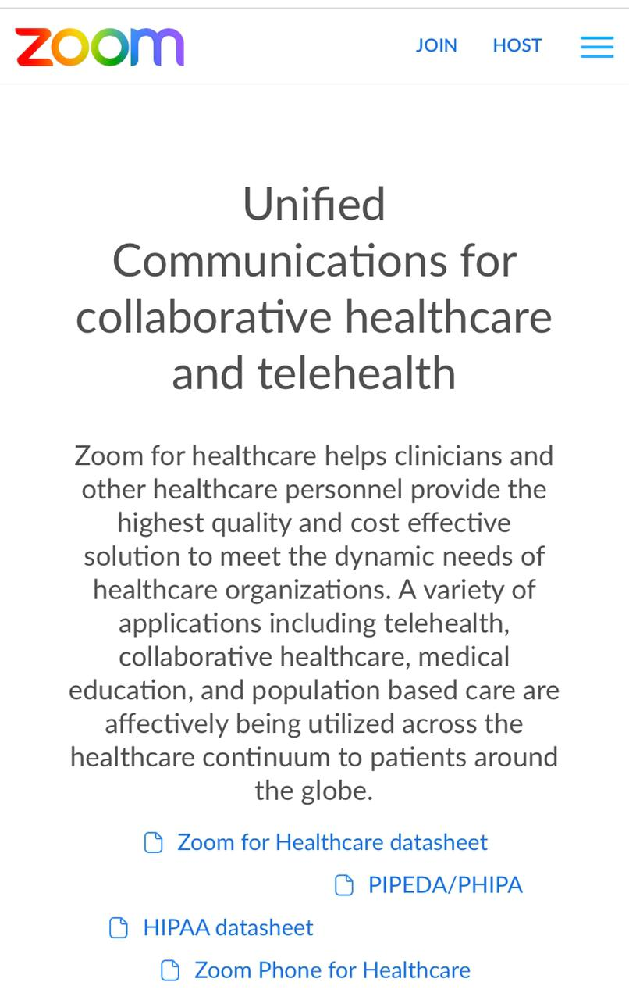 zoom
JOIN HOST
Unified
Communications for
collaborative healthcare
and telehealth
Zoom for healthcare helps clinicians and
other healthcare personnel provide the
highest quality and cost effective
solution to meet the dynamic needs of
healthcare organizations. A variety of
applications including telehealth,
collaborative healthcare, medical
education, and population based care are
affectively being utilized across the
healthcare continuum to patients around
the globe.
Zoom for Healthcare datasheet
PIPEDA/PHIPA
HIPAA datasheet
Zoom Phone for Healthcare